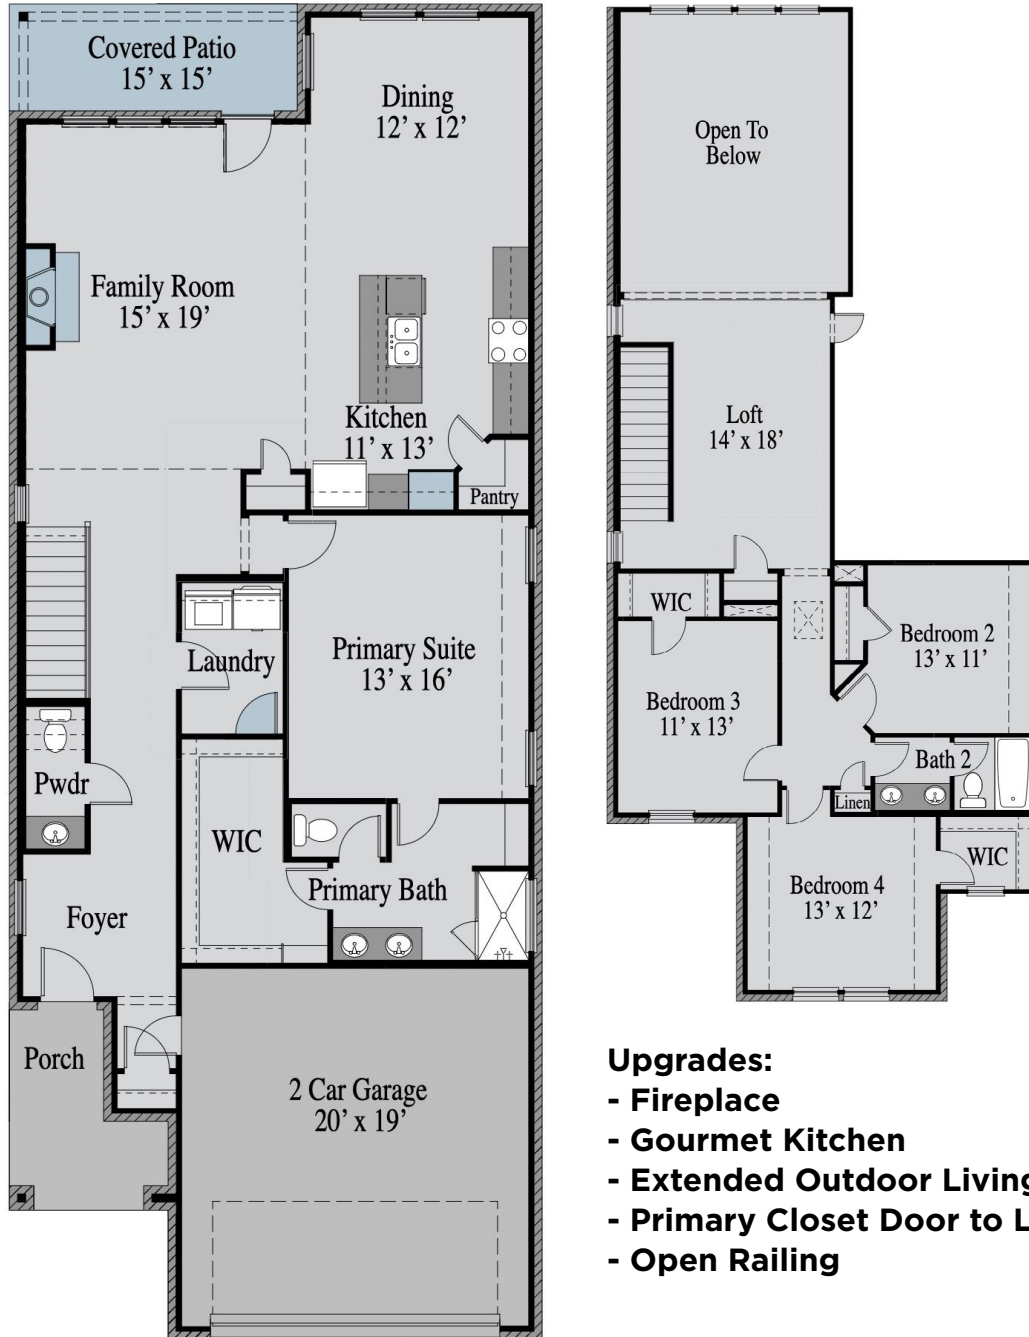 Covered Patio
15' x 15'
Dining
12' x 12'
Family Room
15' x 19'
Kitchen
11' x 13'
Pantry
Laundry
Primary Suite
13' x 16'
Pwdr
WIC
Primary Bath
Foyer
Porch
2 Car Garage
20' x 19'
Open To
Below
Loft
14' x 18'
WIC
Bedroom 2
13' x 11'
Bedroom 3
11' x 13'
Bath 2
Linen
WIC
Bedroom 4
13' x 12'
Upgrades:
- Fireplace
- Gourmet Kitchen
- Extended Outdoor Living
- Primary Closet Door to L
- Open Railing